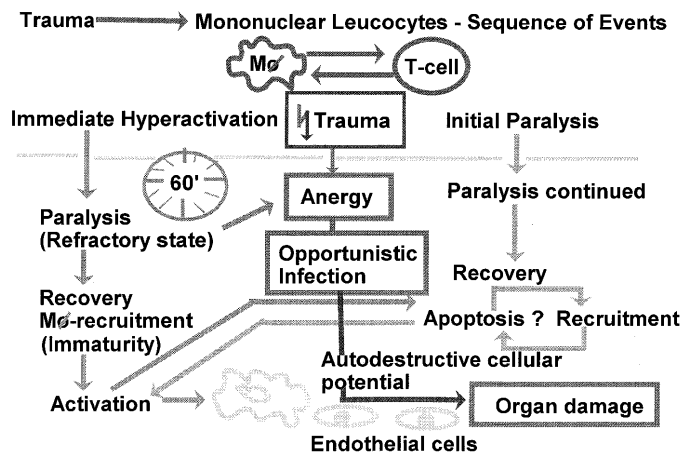 Trauma Mononuclear Leucocytes - Sequence of Events
Mø T-cell
Immediate Hyperactivation Trauma Initial Paralysis
60'
Anergy Paralysis continued
Paralysis
(Refractory state)
Opportunistic
Infection
Recovery
Recovery
Mø-recruitment
(Immaturity)
Apoptosis ? Recruitment
Autodestructive cellular
potential
Activation
Organ damage
Endothelial cells